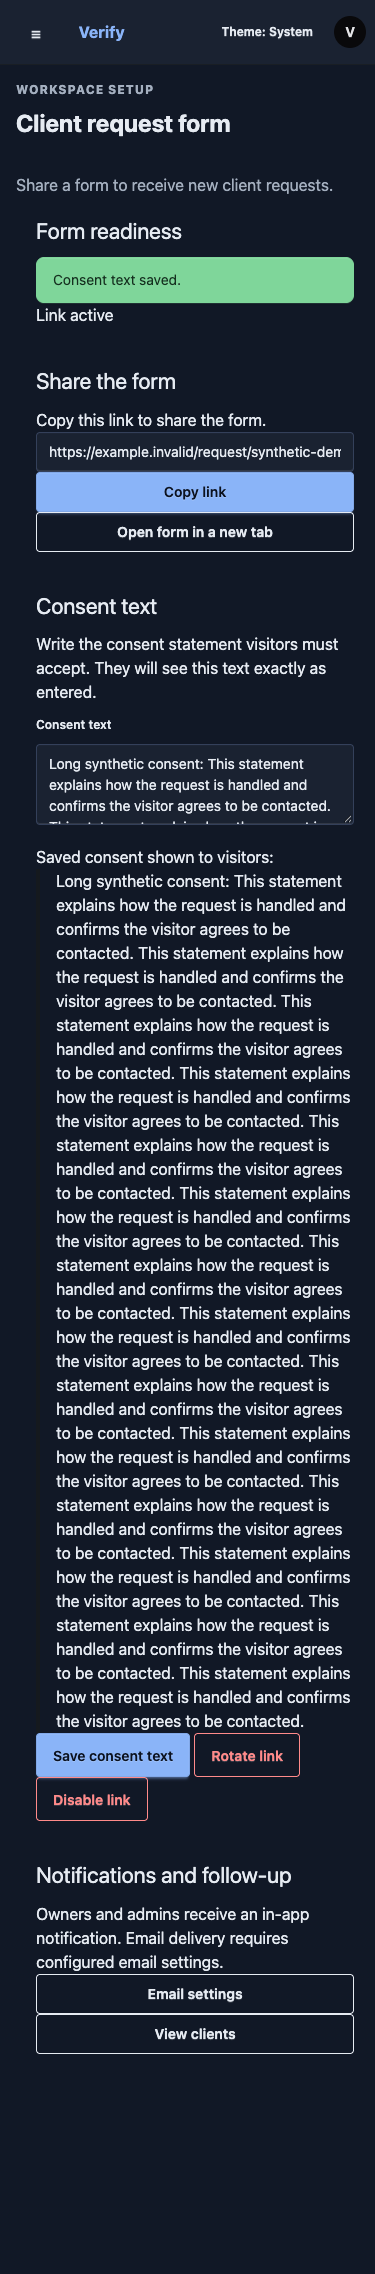 ≡ Verify Theme: System V
WORKSPACE SETUP
Client request form
Share a form to receive new client requests.
Form readiness
Consent text saved.
Link active
Share the form
Copy this link to share the form.
https://example.invalid/request/synthetic-den
Copy link
Open form in a new tab
Consent text
Write the consent statement visitors must
accept. They will see this text exactly as
entered.
Consent text
Long synthetic consent: This statement
explains how the request is handled and
confirms the visitor agrees to be contacted.
This statement explains how the request is
Saved consent shown to visitors:
Long synthetic consent: This statement
explains how the request is handled and
confirms the visitor agrees to be
contacted. This statement explains how
the request is handled and confirms the
visitor agrees to be contacted. This
statement explains how the request is
handled and confirms the visitor agrees
to be contacted. This statement explains
how the request is handled and confirms
the visitor agrees to be contacted. This
statement explains how the request is
handled and confirms the visitor agrees
to be contacted. This statement explains
how the request is handled and confirms
the visitor agrees to be contacted. This
statement explains how the request is
handled and confirms the visitor agrees
to be contacted. This statement explains
how the request is handled and confirms
the visitor agrees to be contacted. This
statement explains how the request is
handled and confirms the visitor agrees
to be contacted. This statement explains
how the request is handled and confirms
the visitor agrees to be contacted. This
statement explains how the request is
handled and confirms the visitor agrees
to be contacted. This statement explains
how the request is handled and confirms
the visitor agrees to be contacted. This
statement explains how the request is
handled and confirms the visitor agrees
to be contacted. This statement explains
how the request is handled and confirms
the visitor agrees to be contacted.
Save consent text Rotate link
Disable link
Notifications and follow-up
Owners and admins receive an in-app
notification. Email delivery requires
configured email settings.
Email settings
View clients